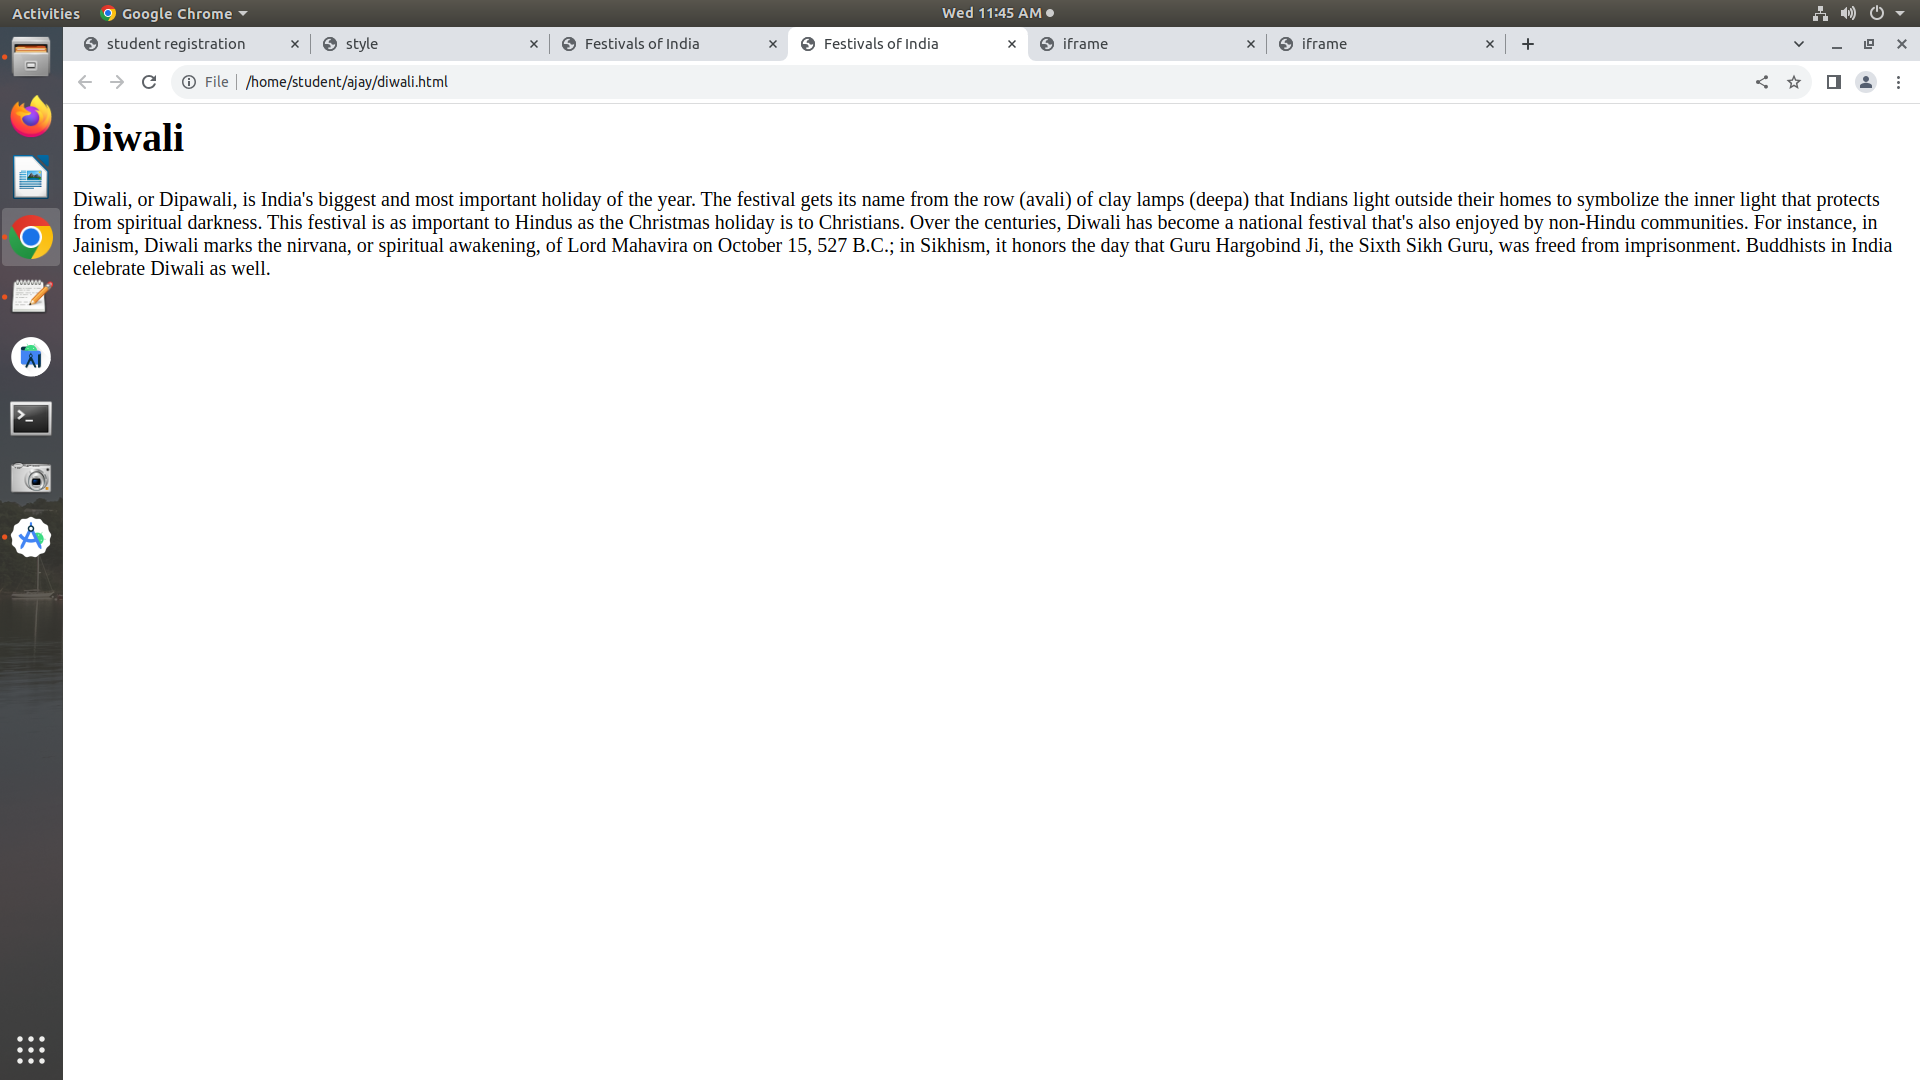 Activities Google Chrome Wed 11:45 AM
student registration style Festivals of India Festivals of India iframe iframe
File /home/student/ajay/diwali.html
Diwali
Diwali, or Dipawali, is India's biggest and most important holiday of the year. The festival gets its name from the row (avali) of clay lamps (deepa) that Indians light outside their homes to symbolize the inner light that protects
from spiritual darkness. This festival is as important to Hindus as the Christmas holiday is to Christians. Over the centuries, Diwali has become a national festival that's also enjoyed by non-Hindu communities. For instance, in
Jainism, Diwali marks the nirvana, or spiritual awakening, of Lord Mahavira on October 15, 527 B.C.; in Sikhism, it honors the day that Guru Hargobind Ji, the Sixth Sikh Guru, was freed from imprisonment. Buddhists in India
celebrate Diwali as well.